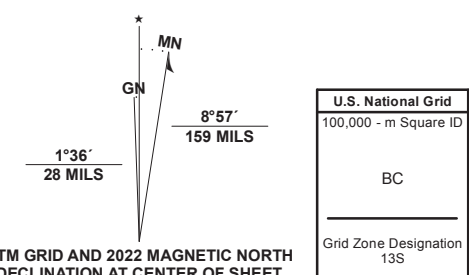 MN
GN
1°36´
28 MILS
8°57´
159 MILS
TM GRID AND 2022 MAGNETIC NORTH
DECLINATION AT CENTER OF SHEET
U.S. National Grid
100,000 - m Square ID
BC
Grid Zone Designation
13S